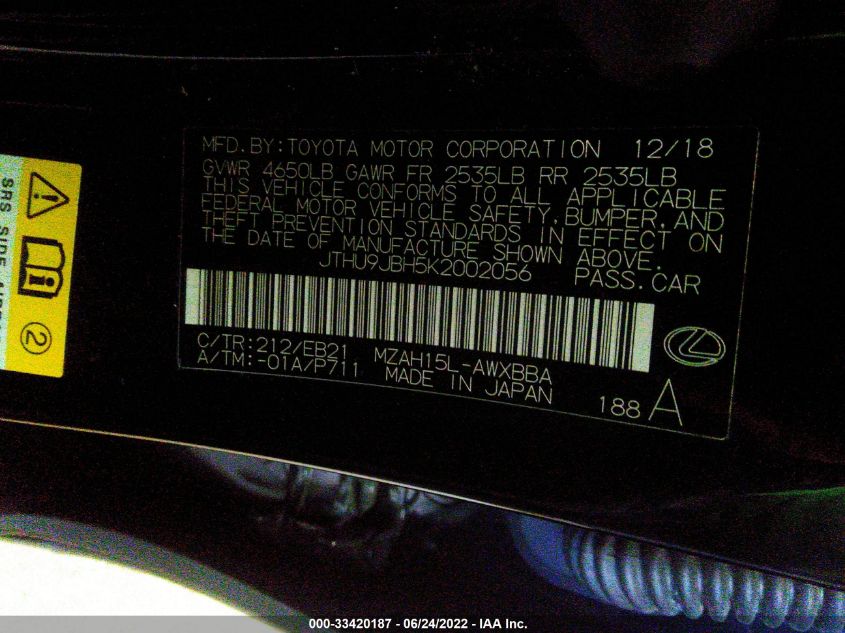 MFD.BY:TOYOTA MOTOR CORPORATION 12/18
GVWR 4650LB GAWR FR 2535LB RR 2535LB
THIS VEHICLE CONFORMS TO ALL APPLICABLE
FEDERAL MOTOR VEHICLE SAFETY, BUMPER, AND
THEFT PREVENTION STANDARDS IN EFFECT ON
THE DATE OF MANUFACTURE SHOWN ABOVE.
JTHU9JBH5K2002056 PASS.CAR
C/TR:212/EB21 MZAH15L-AWXBBA
A/TM:-01A/P711 MADE IN JAPAN
188 A
SRS SIDE
2
000-33420187 - 06/24/2022 - IAA Inc.